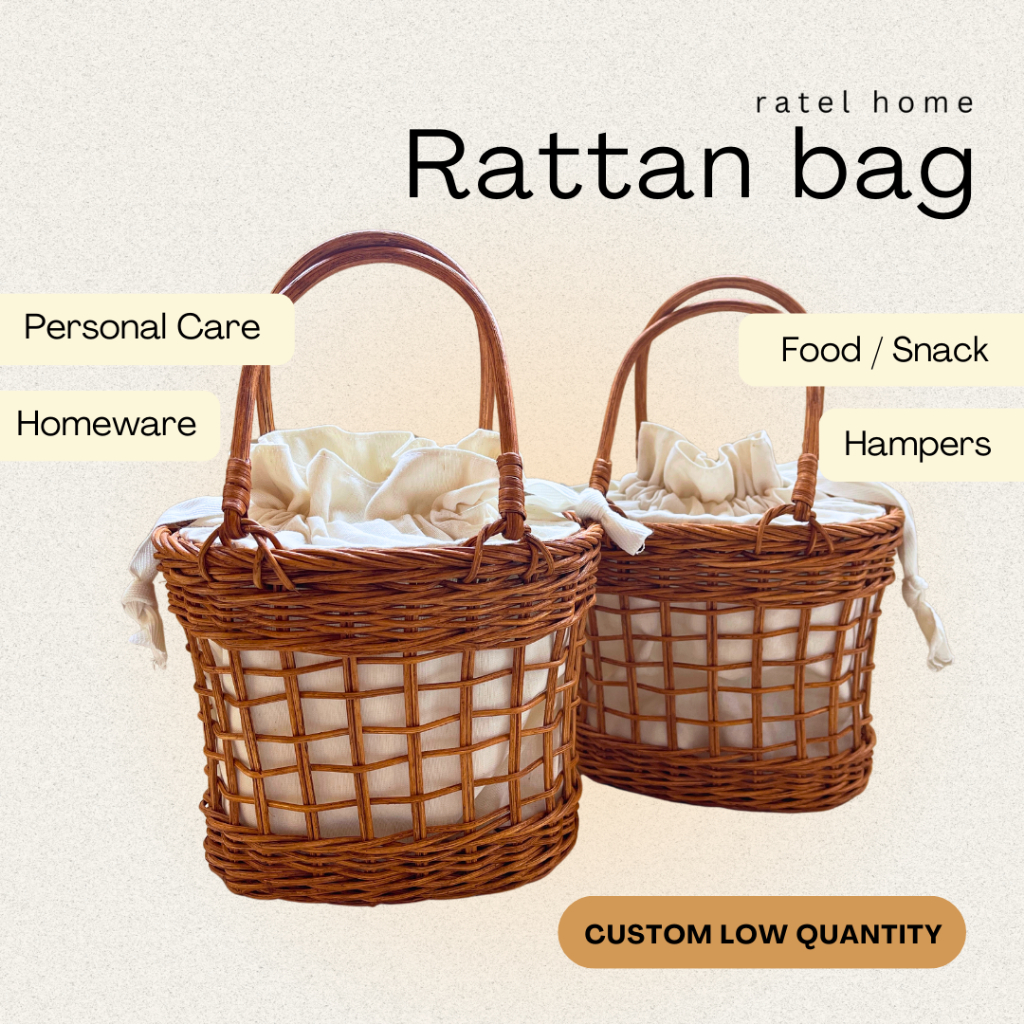 ratel home
Rattan bag
Personal Care
Food / Snack
Homeware
Hampers
CUSTOM LOW QUANTITY